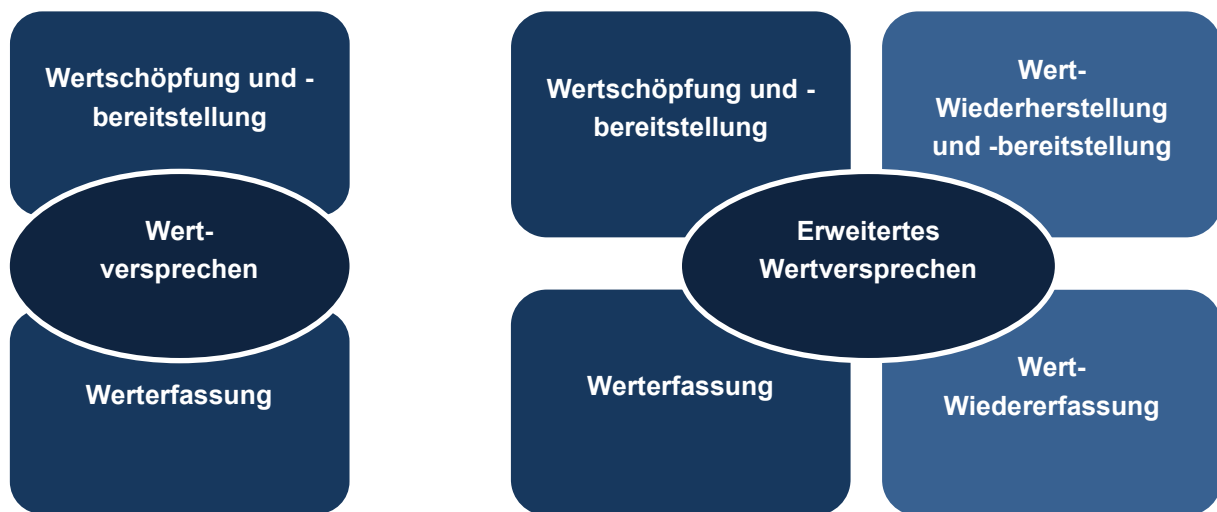 Wertschöpfung und -
bereitstellung
Wert-
versprechen
Werterfassung
Wertschöpfung und -
bereitstellung
Wert-
Wiederherstellung
und -bereitstellung
Erweitertes
Wertversprechen
Werterfassung
Wert-
Wiedererfassung